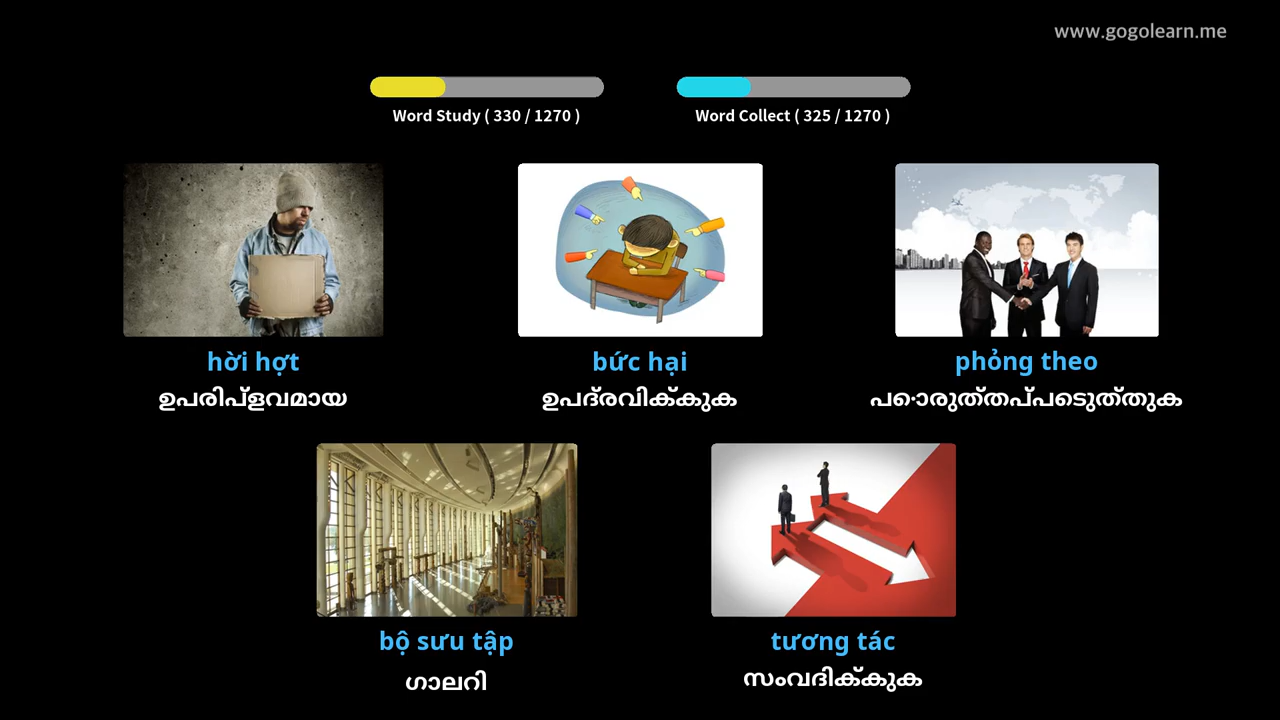 www.gogolearn.me
Word Study ( 330 / 1270 )
Word Collect ( 325 / 1270 )
hời hợt
ഉപരിപ്ളവമായ
bức hại
ഉപദ്രവിക്കുക
phỏng theo
പൊരുത്തപ്പടുെത്തുക
bộ sưu tập
ഗാലറി
tương tác
സംവദിക്കുക